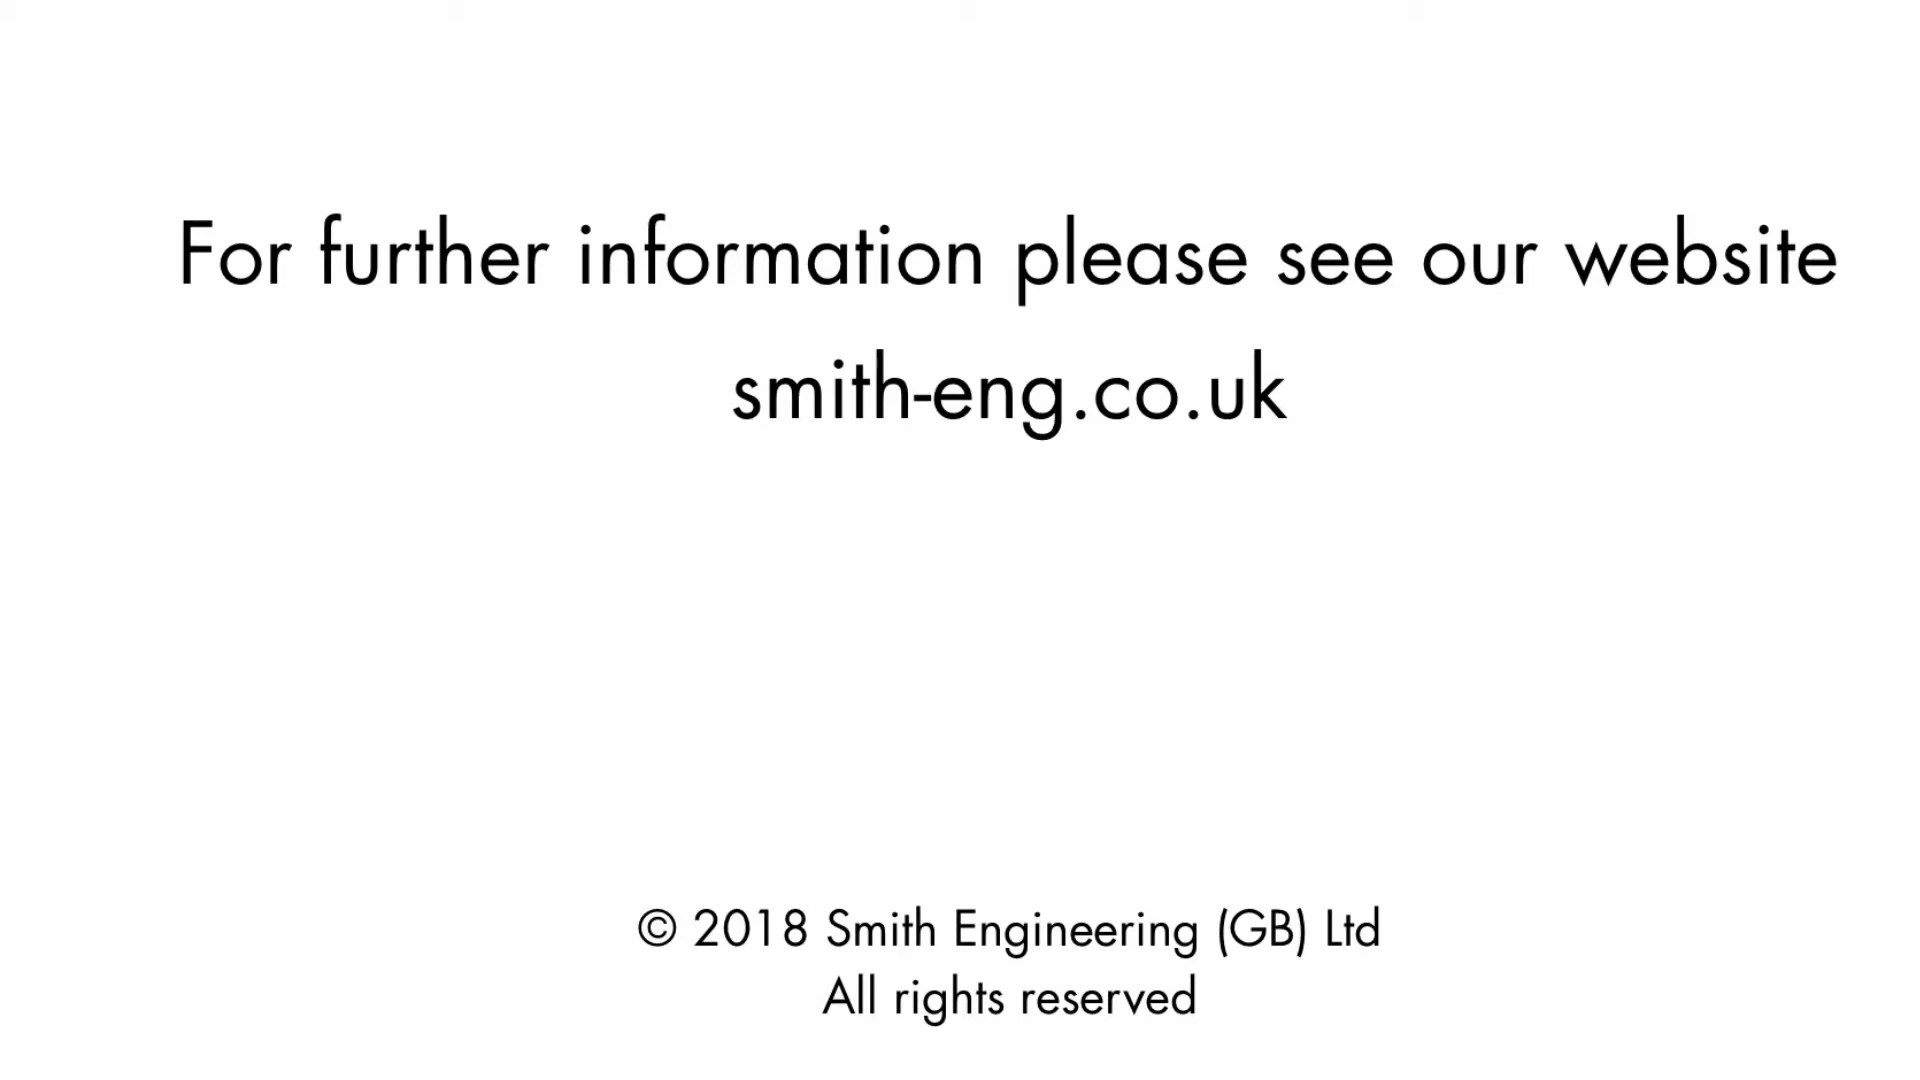 For further information please see our website
smith-eng.co.uk
© 2018 Smith Engineering (GB) Ltd
All rights reserved